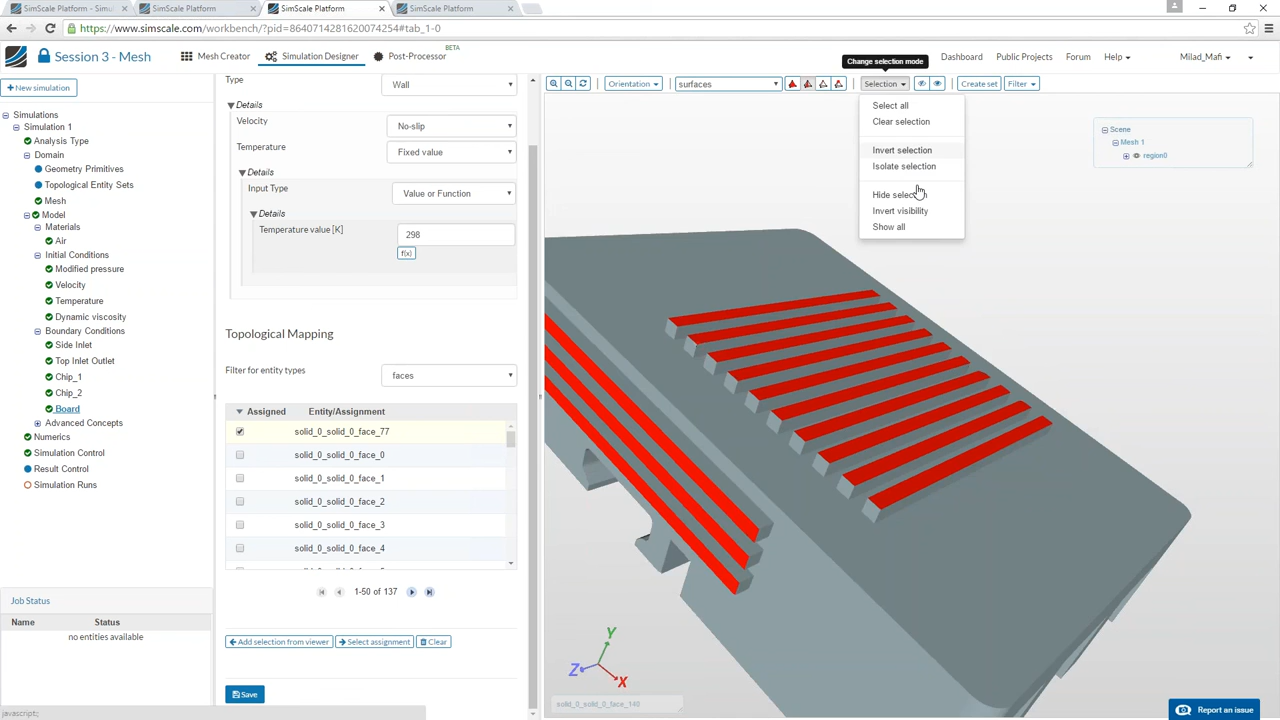 SimScale Platform - Simu
SimScale Platform
SimScale Platform
SimScale Platform
https://www.simscale.com/workbench/?pid=8640714281620074254#tab_1-0
Session 3 - Mesh
Mesh Creator
Simulation Designer
Post-Processor
BETA
Change selection mode
Dashboard
Public Projects
Forum
Help
Milad_Mafi
+ New simulation
Type
Wall
Orientation
surfaces
Selection
Create set
Filter
Simulations
Simulation 1
Analysis Type
Domain
Geometry Primitives
Topological Entity Sets
Mesh
Model
Materials
Air
Initial Conditions
Modified pressure
Velocity
Temperature
Dynamic viscosity
Boundary Conditions
Side Inlet
Top Inlet Outlet
Chip_1
Chip_2
Board
Advanced Concepts
Numerics
Simulation Control
Result Control
Simulation Runs
Details
Velocity
No-slip
Temperature
Fixed value
Details
Input Type
Value or Function
Details
Temperature value [K]
298
f(x)
Topological Mapping
Filter for entity types
faces
Assigned
Entity/Assignment
solid_0_solid_0_face_77
solid_0_solid_0_face_0
solid_0_solid_0_face_1
solid_0_solid_0_face_2
solid_0_solid_0_face_3
solid_0_solid_0_face_4
1-50 of 137
Add selection from viewer
Select assignment
Clear
Save
Select all
Clear selection
Invert selection
Isolate selection
Hide selection
Invert visibility
Show all
Scene
Mesh 1
region0
Job Status
Name
Status
no entities available
Y
Z
X
solid_0_solid_0_face_140
Report an issue
javascript:;